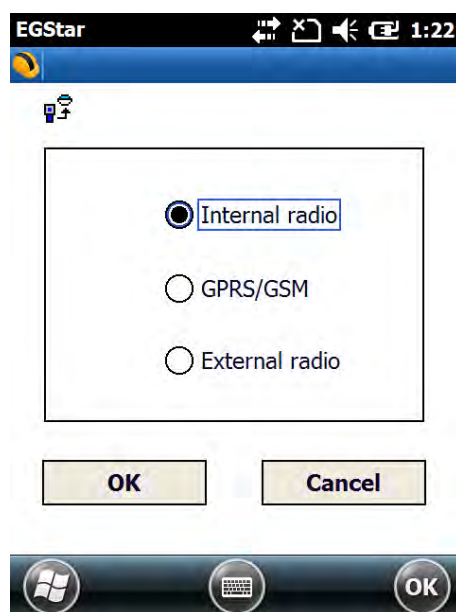 EGStar 1:22
Internal radio
GPRS/GSM
External radio
OK Cancel
OK